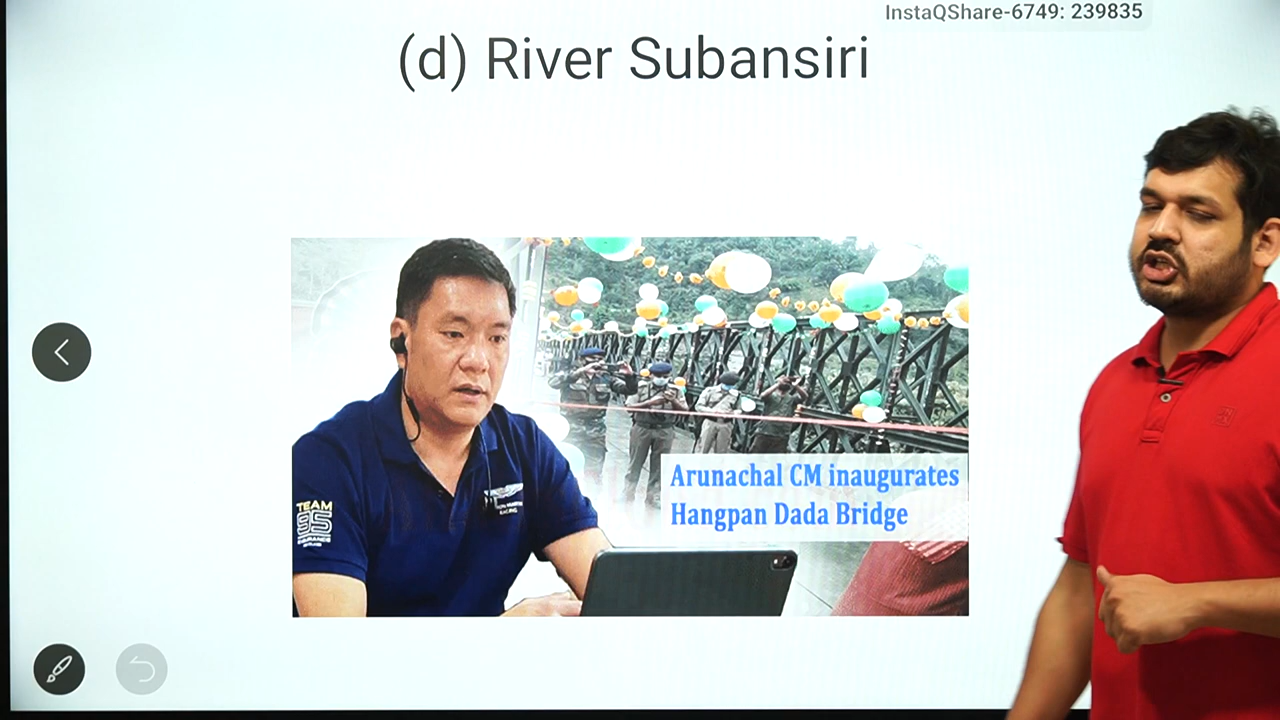 InstaQShare-6749: 239835
(d) River Subansiri
Arunachal CM inaugurates
Hangpan Dada Bridge
TEAM
95